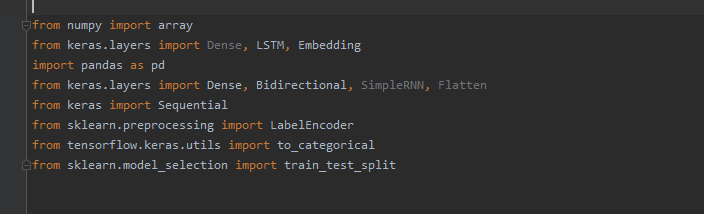 from numpy import array
from keras.layers import Dense, LSTM, Embedding
import pandas as pd
from keras.layers import Dense, Bidirectional, SimpleRNN, Flatten
from keras import Sequential
from sklearn.preprocessing import LabelEncoder
from tensorflow.keras.utils import to_categorical
from sklearn.model_selection import train_test_split